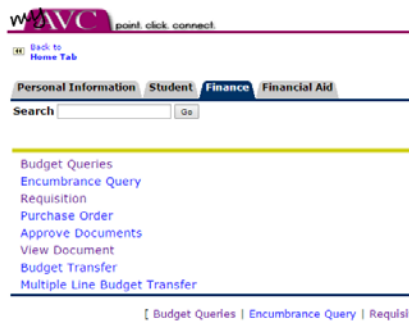 myAVC point. click. connect.
Back to
Home Tab
Personal Information Student Finance Financial Aid
Search Go
Budget Queries
Encumbrance Query
Requisition
Purchase Order
Approve Documents
View Document
Budget Transfer
Multiple Line Budget Transfer
[ Budget Queries | Encumbrance Query | Requisi